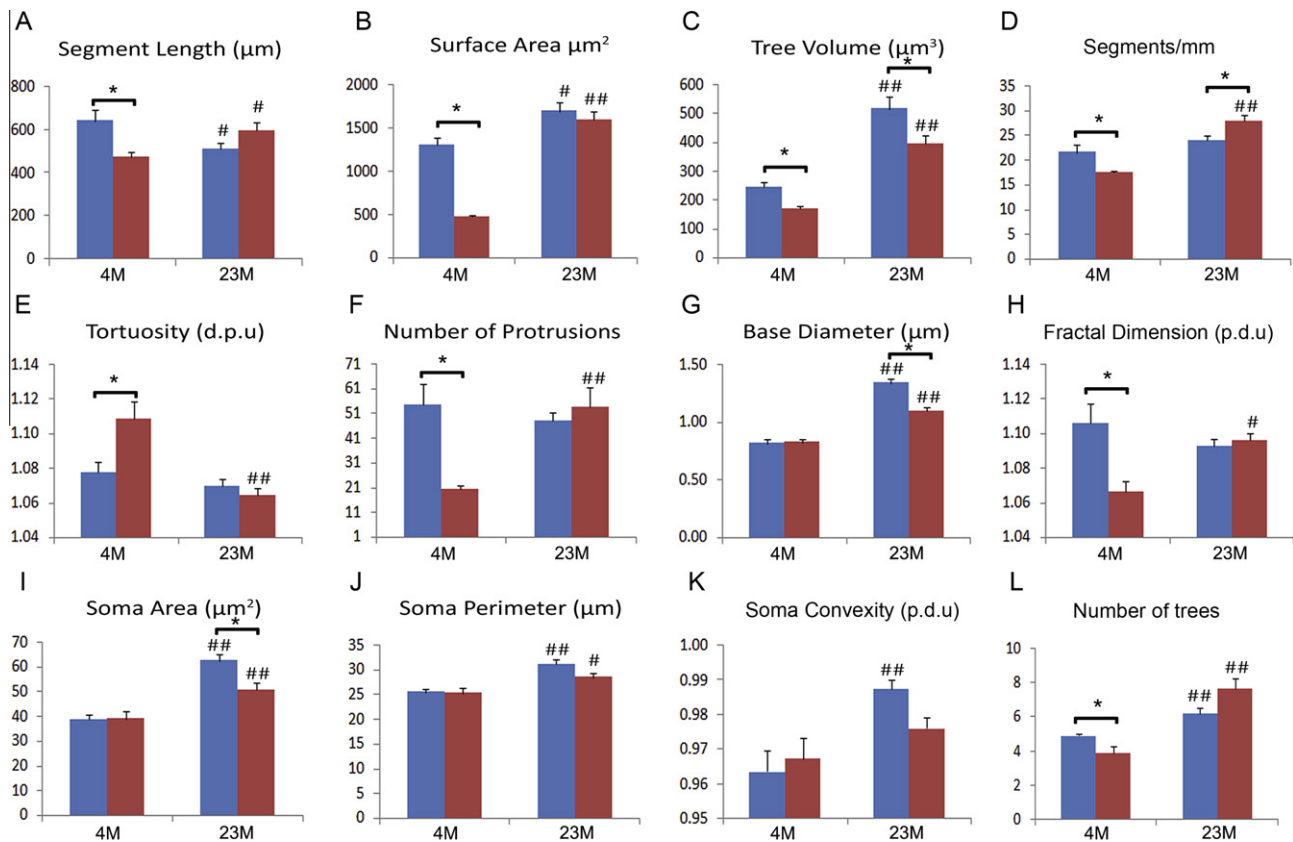 A
Segment Length (μm)
800
600
400
200
0
*
#
#
4M
23M
B
Surface Area μm²
2000
1500
1000
500
0
*
#
##
4M
23M
C
Tree Volume (μm³)
600
500
400
300
200
100
0
*
*
##
##
4M
23M
D
Segments/mm
35
30
25
20
15
10
5
0
*
*
##
4M
23M
E
Tortuosity (d.p.u)
1.14
1.12
1.10
1.08
1.06
1.04
*
##
4M
23M
F
Number of Protrusions
71
61
51
41
31
21
11
1
*
##
4M
23M
G
Base Diameter (μm)
1.50
1.00
0.50
0.00
*
##
##
4M
23M
H
Fractal Dimension (p.d.u)
1.14
1.12
1.10
1.06
1.06
1.04
*
#
4M
23M
I
Soma Area (μm²)
70
60
50
40
30
20
10
0
*
##
##
4M
23M
J
Soma Perimeter (μm)
35
30
25
20
15
10
5
0
##
#
4M
23M
K
Soma Convexity (p.d.u)
0.99
0.98
0.97
0.96
0.95
##
4M
23M
L
Number of trees
10
8
6
4
2
0
*
##
##
4M
23M